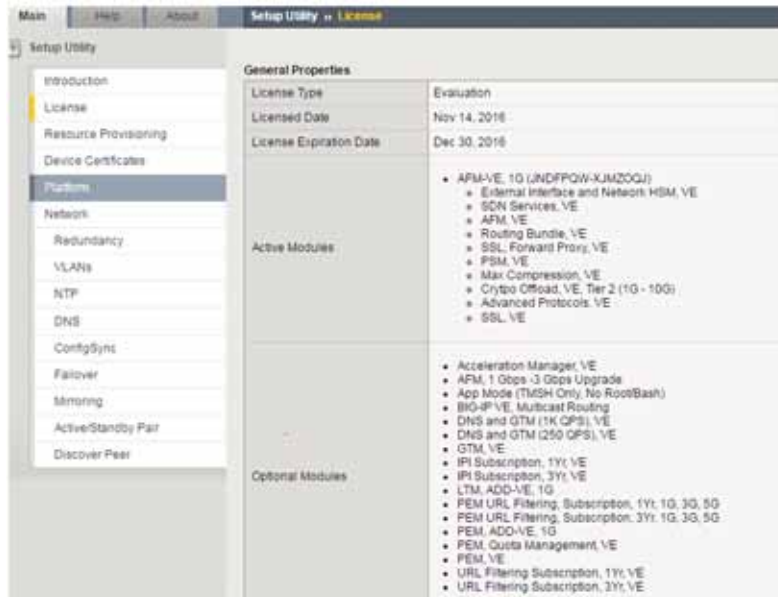 Main
Help
About
Setup Utility » License
Setup Utility
Introduction
License
Resource Provisioning
Device Certificates
Platform
Network
Redundancy
VLANs
NTP
DNS
ConfigSync
Failover
Mirroring
Active/Standby Pair
Discover Peer
General Properties
License Type
Evaluation
Licensed Date
Nov 14, 2016
License Expiration Date
Dec 30, 2016
Active Modules
AFM-VE, 1G (JNDFPQW-XJMZOQJ)
External Interface and Network HSM, VE
SDN Services, VE
AFM, VE
Routing Bundle, VE
SSL, Forward Proxy, VE
PSM, VE
Max Compression, VE
Crytpo Offload, VE, Tier 2 (1G - 10G)
Advanced Protocols, VE
SSL, VE
Optional Modules
Acceleration Manager, VE
AFM, 1 Gbps -3 Gbps Upgrade
App Mode (TMSH Only, No Root/Bash)
BIG-IP VE, Multicast Routing
DNS and GTM (1K QPS), VE
DNS and GTM (250 QPS), VE
GTM, VE
IPI Subscription, 1Yr, VE
IPI Subscription, 3Yr, VE
LTM, ADD-VE, 1G
PEM URL Filtering, Subscription, 1Yr, 1G, 3G, 5G
PEM URL Filtering, Subscription, 3Yr, 1G, 3G, 5G
PEM, ADD-VE, 1G
PEM, Quota Management, VE
PEM, VE
URL Filtering Subscription, 1Yr, VE
URL Filtering Subscription, 3Yr, VE